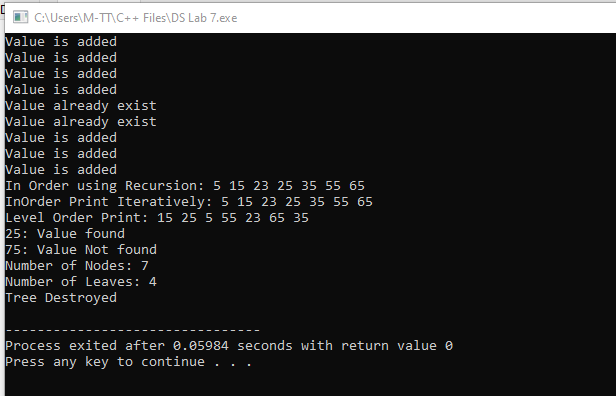 C:\Users\M-TT\C++ Files\DS Lab 7.exe
Value is added
Value is added
Value is added
Value is added
Value already exist
Value already exist
Value is added
Value is added
Value is added
In Order using Recursion: 5 15 23 25 35 55 65
InOrder Print Iteratively: 5 15 23 25 35 55 65
Level Order Print: 15 25 5 55 23 65 35
25: Value found
75: Value Not found
Number of Nodes: 7
Number of Leaves: 4
Tree Destroyed
--------------------------------
Process exited after 0.05984 seconds with return value 0
Press any key to continue . . .